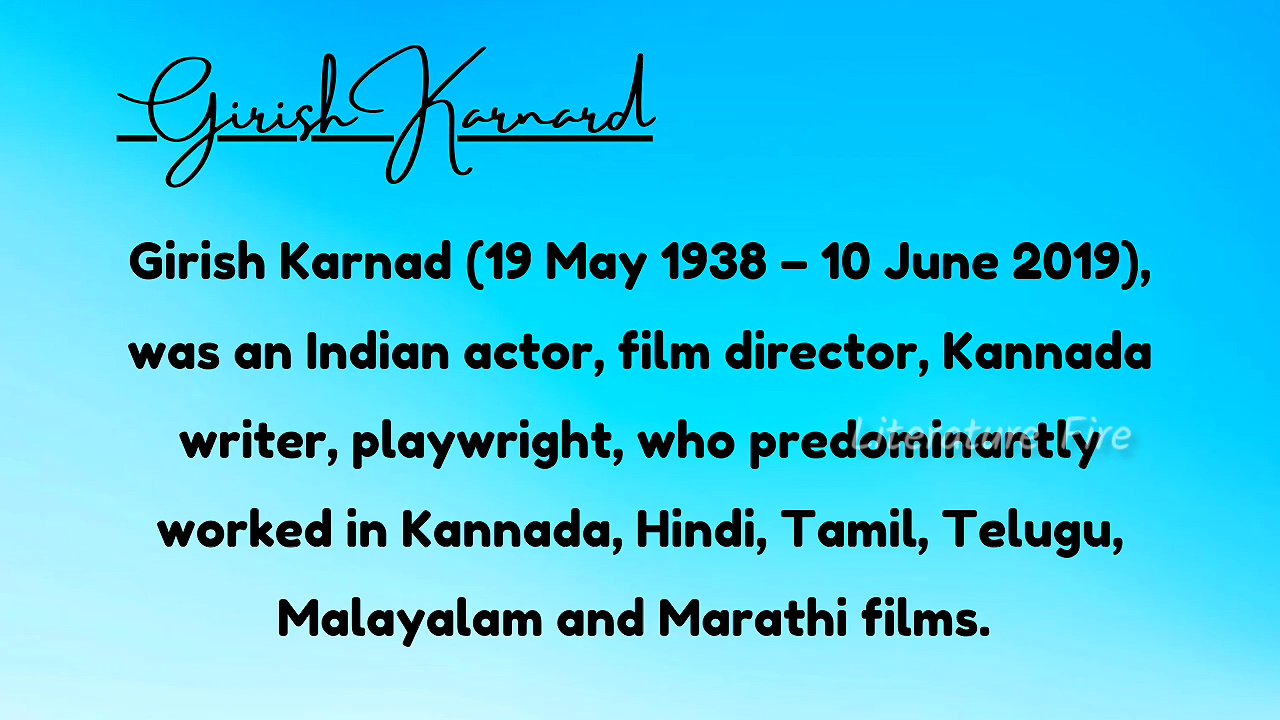 Girish Karnard
Girish Karnad (19 May 1938 – 10 June 2019),
was an Indian actor, film director, Kannada
writer, playwright, who predominantly
Literature Fire
worked in Kannada, Hindi, Tamil, Telugu,
Malayalam and Marathi films.